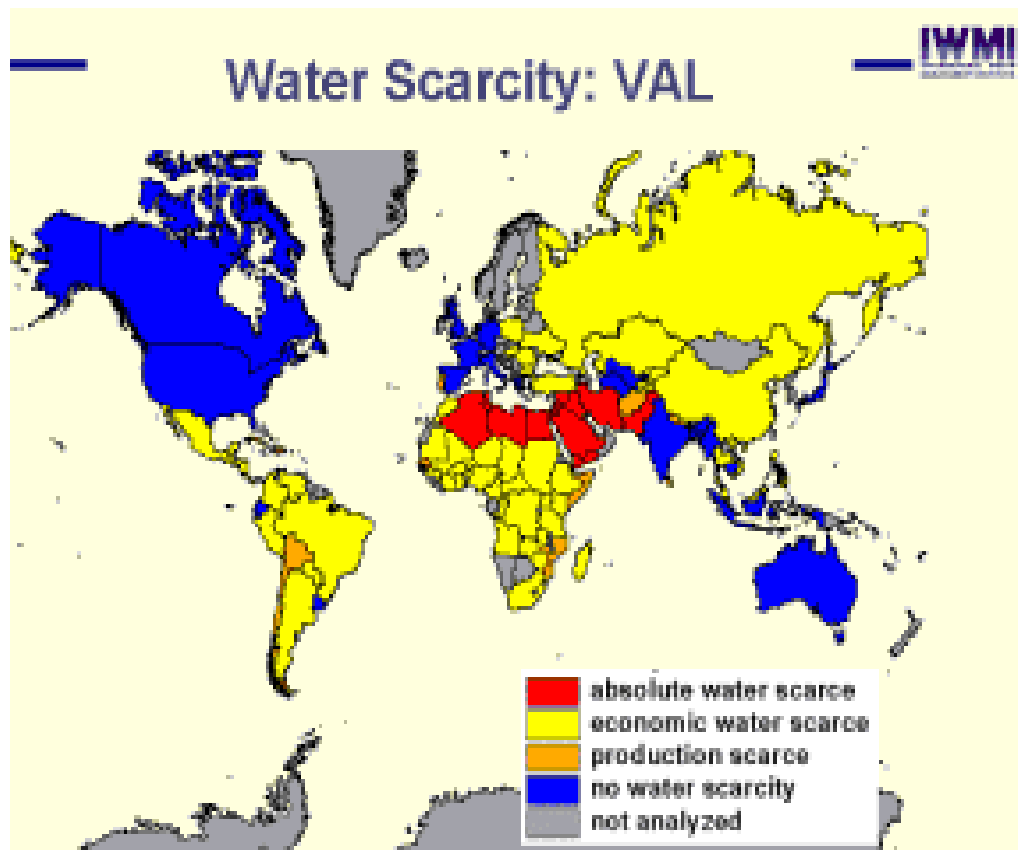 IWMI
Water Scarcity: VAL
absolute water scarce
economic water scarce
production scarce
no water scarcity
not analyzed